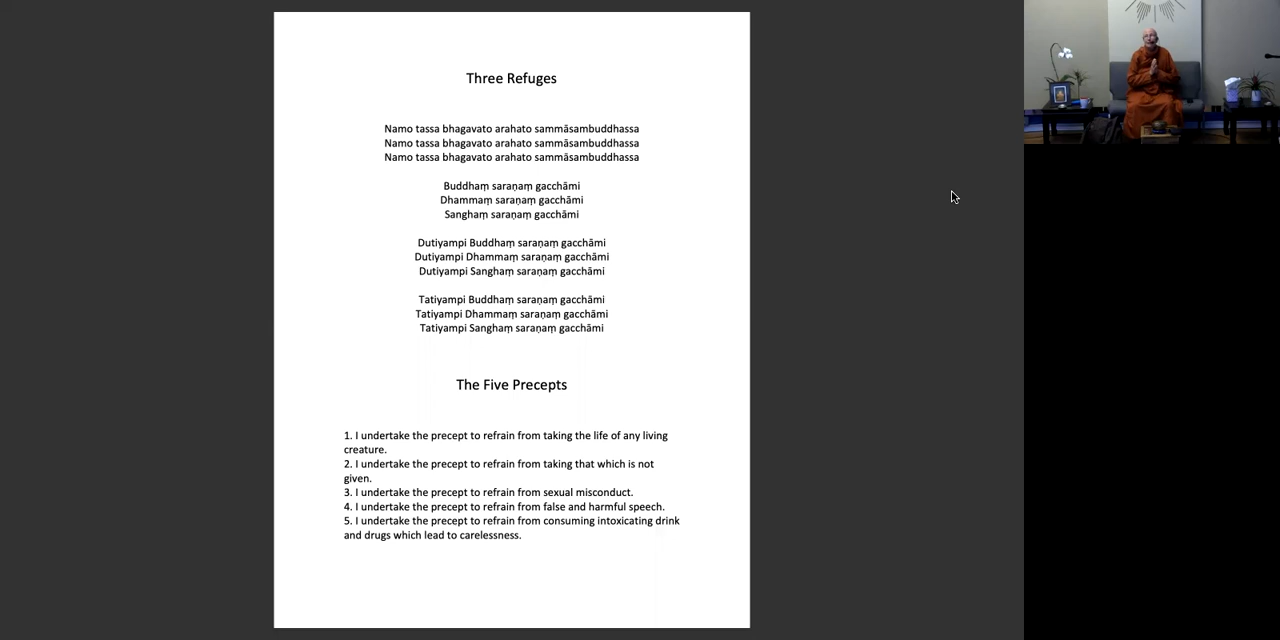 Three Refuges
Namo tassa bhagavato arahato sammāsambuddhassa
Namo tassa bhagavato arahato sammāsambuddhassa
Namo tassa bhagavato arahato sammāsambuddhassa
Buddhaṃ saraṇaṃ gacchāmi
Dhammaṃ saraṇaṃ gacchāmi
Sanghaṃ saraṇaṃ gacchāmi
Dutiyampi Buddhaṃ saraṇaṃ gacchāmi
Dutiyampi Dhammaṃ saraṇaṃ gacchāmi
Dutiyampi Sanghaṃ saraṇaṃ gacchāmi
Tatiyampi Buddhaṃ saraṇaṃ gacchāmi
Tatiyampi Dhammaṃ saraṇaṃ gacchāmi
Tatiyampi Sanghaṃ saraṇaṃ gacchāmi
The Five Precepts
1. I undertake the precept to refrain from taking the life of any living
creature.
2. I undertake the precept to refrain from taking that which is not
given.
3. I undertake the precept to refrain from sexual misconduct.
4. I undertake the precept to refrain from false and harmful speech.
5. I undertake the precept to refrain from consuming intoxicating drink
and drugs which lead to carelessness.